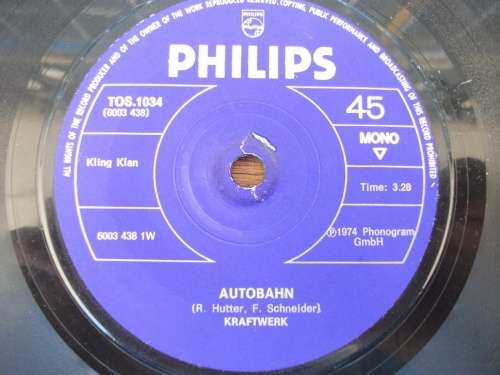 ALL RIGHTS OF THE RECORD PRODUCER AND OF THE OWNER OF THE WORK REPRODUCED RESERVED. COPYING, PUBLIC PERFORMANCE AND BROADCASTING OF THIS RECORD PROHIBITED
PHILIPS
PHILIPS
TOS.1034
(6003 438)
45
MONO
Kling Klan
Time: 3.28
6003 438 1W
Ⓟ1974 Phonogram
GmbH
AUTOBAHN
(R. Hutter, F. Schneider)
KRAFTWERK